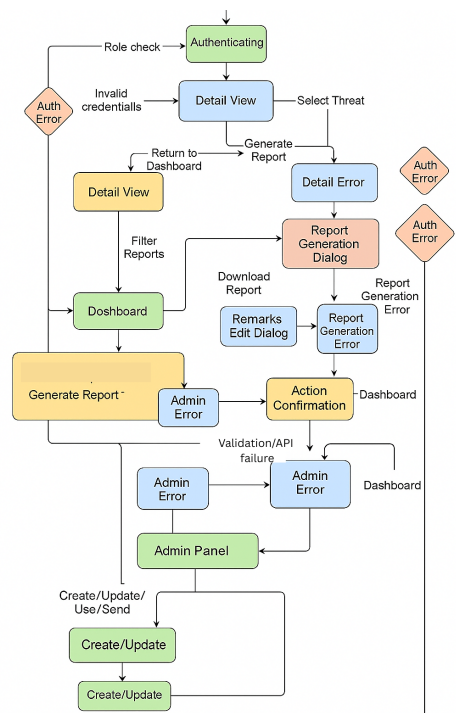 Authenticating
Role check
Auth
Error
Invalid
credentialls
Detail View
Select Threat
Generate
Report
Return to
Dashboard
Detail View
Detail Error
Auth
Error
Auth
Error
Filter
Reports
Report
Generation
Dialog
Download
Report
Report
Generation
Error
Doshboard
Remarks
Edit Dialog
Report
Generation
Error
Generate Report -
Admin
Error
Action
Confirmation
Dashboard
Validation/API
failure
Admin
Error
Admin
Error
Dashboard
Admin Panel
Create/Update/
Use/Send
Create/Update
Create/Update